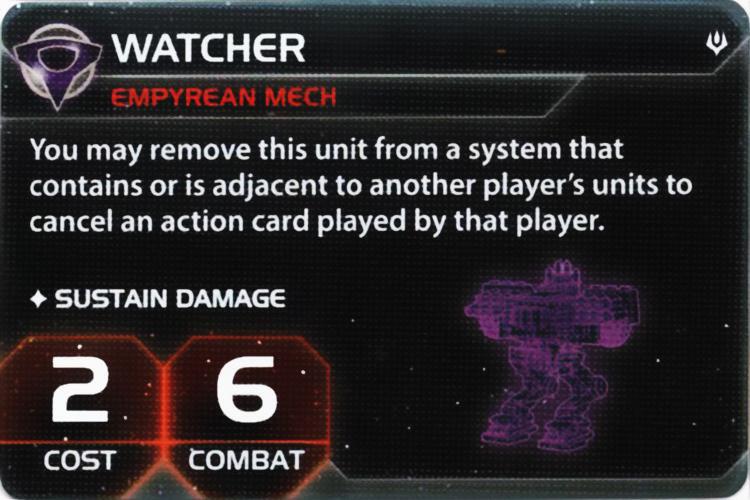 WATCHER
EMPYREAN MECH
You may remove this unit from a system that
contains or is adjacent to another player's units to
cancel an action card played by that player.
✦ SUSTAIN DAMAGE
2 6
COST COMBAT